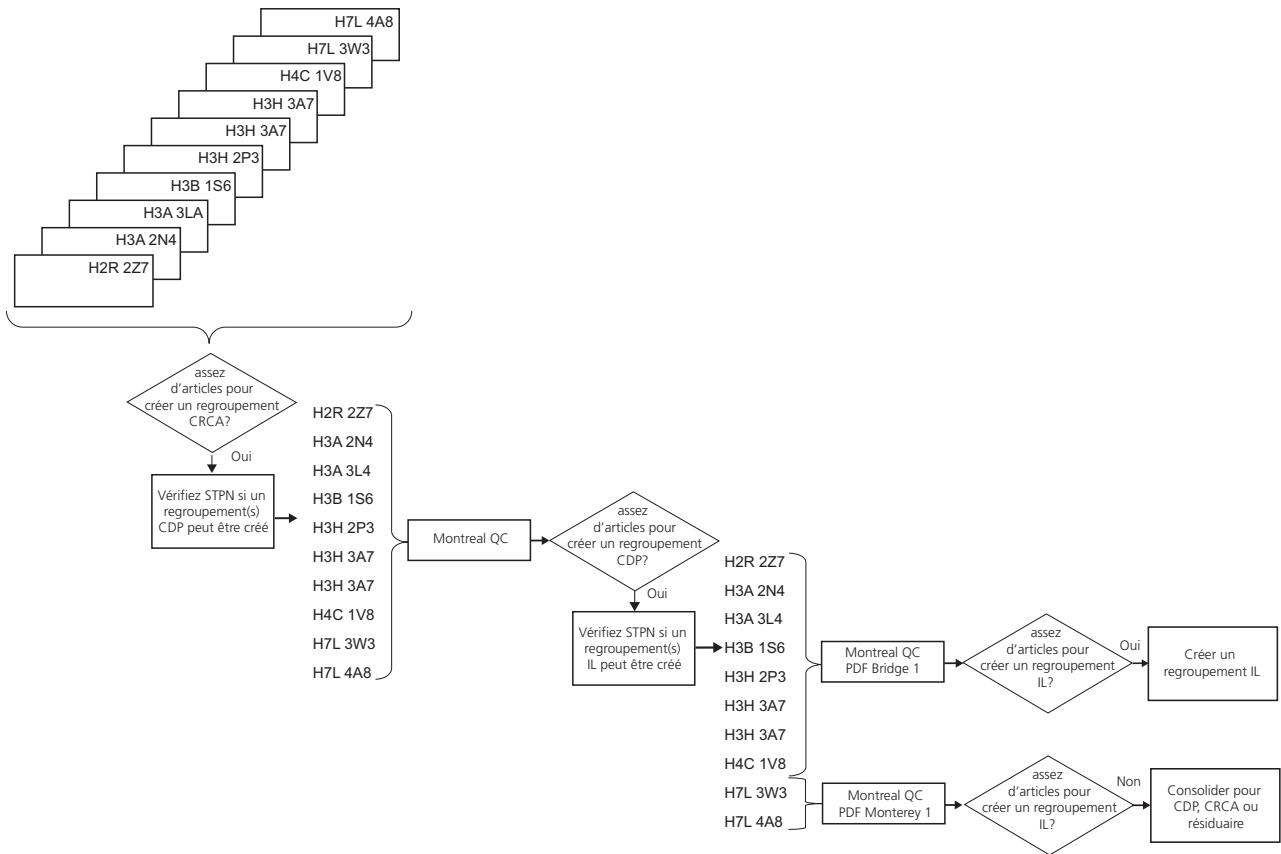 H7L 4A8
H7L 3W3
H4C 1V8
H3H 3A7
H3H 3A7
H3H 2P3
H3B 1S6
H3A 3LA
H3A 2N4
H2R 2Z7
assez
d'articles pour
créer un regroupement
CRCA?
Oui
Vérifiez STPN si un
regroupement(s)
CDP peut être créé
H2R 2Z7
H3A 2N4
H3A 3L4
H3B 1S6
H3H 2P3
H3H 3A7
H3H 3A7
H4C 1V8
H7L 3W3
H7L 4A8
Montreal QC
assez
d'articles pour
créer un regroupement
CDP?
Oui
Vérifiez STPN si un
regroupement(s)
IL peut être créé
H2R 2Z7
H3A 2N4
H3A 3L4
H3B 1S6
H3H 2P3
H3H 3A7
H3H 3A7
H4C 1V8
H7L 3W3
H7L 4A8
Montreal QC
PDF Bridge 1
assez
d'articles pour
créer un regroupement
IL?
Oui
Créer un
regroupement IL
Montreal QC
PDF Monterey 1
assez
d'articles pour
créer un regroupement
IL?
Non
Consolider pour
CDP, CRCA ou
résiduaire